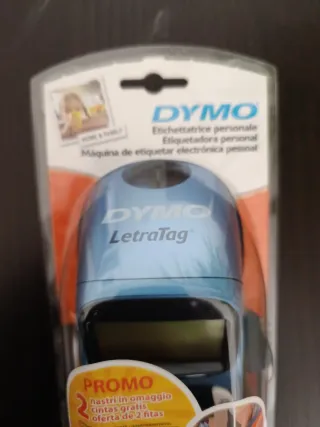 HOME & FAMILY
DYMO
Etichettatrice personale
Etiquetadora personal
Máquina de etiquetar electrónica pessoal
DYMO
LetraTag
PROMO
2 nastri in omaggio
cintas gratis
oferta de 2 fitas